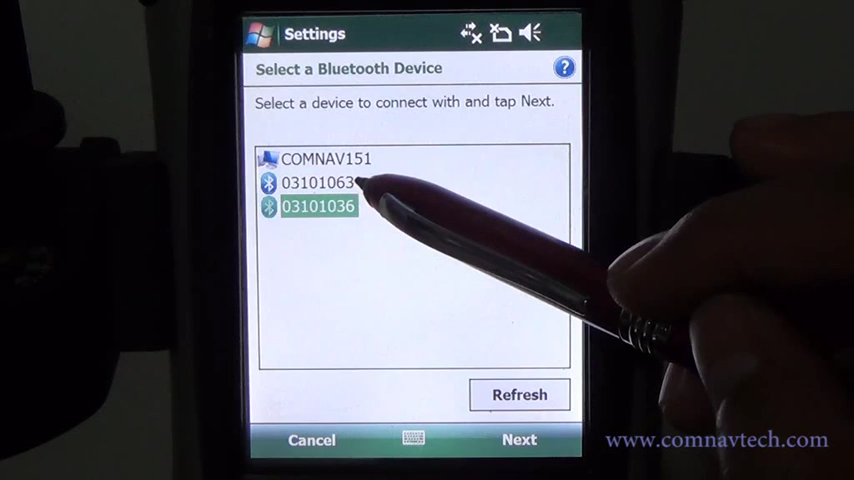 Settings
Select a Bluetooth Device
?
Select a device to connect with and tap Next.
COMNAV151
03101063
03101036
Refresh
Cancel
Next
www.comnavtech.com